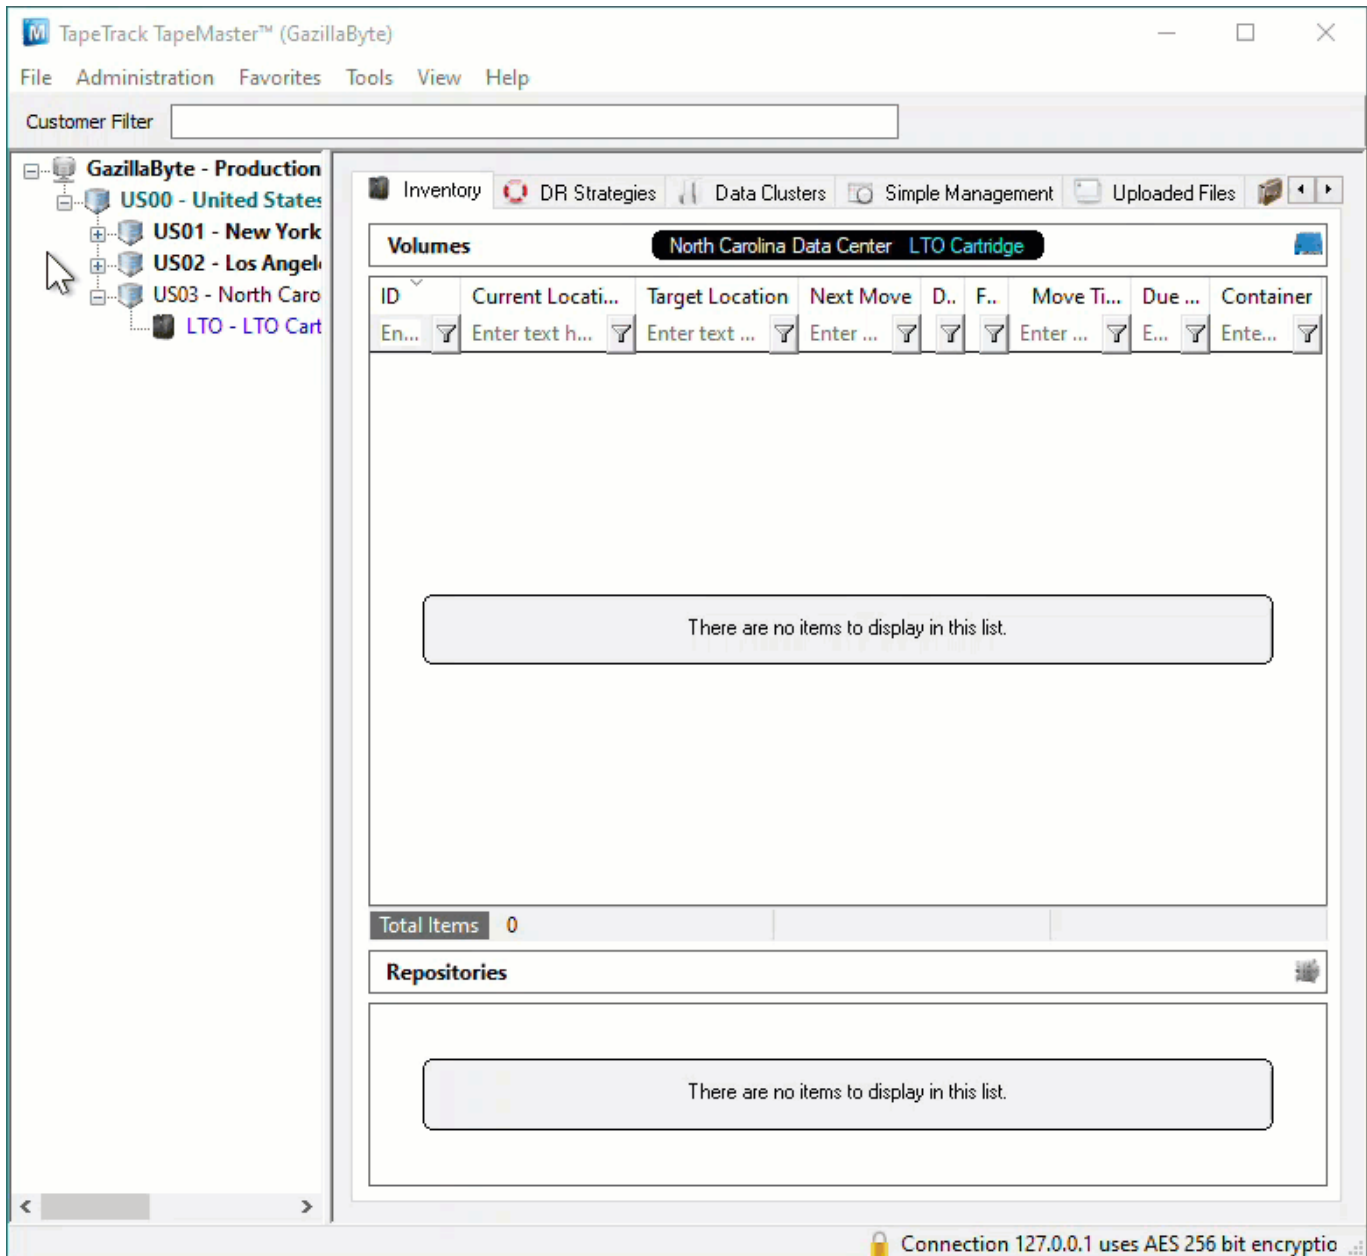 TapeTrack TapeMaster™ (GazillaByte)
File Administration Favorites Tools View Help
Customer Filter
GazillaByte - Production
US00 - United States
US01 - New York
US02 - Los Angel
US03 - North Caro
LTO - LTO Cart
Inventory DR Strategies Data Clusters Simple Management Uploaded Files
Volumes North Carolina Data Center LTO Cartridge
ID Current Locati... Target Location Next Move D.. F.. Move Ti... Due ... Container
En... Enter text h... Enter text ... Enter ... Enter ... E... Ente...
There are no items to display in this list.
Total Items 0
Repositories
There are no items to display in this list.
Connection 127.0.0.1 uses AES 256 bit encryptio